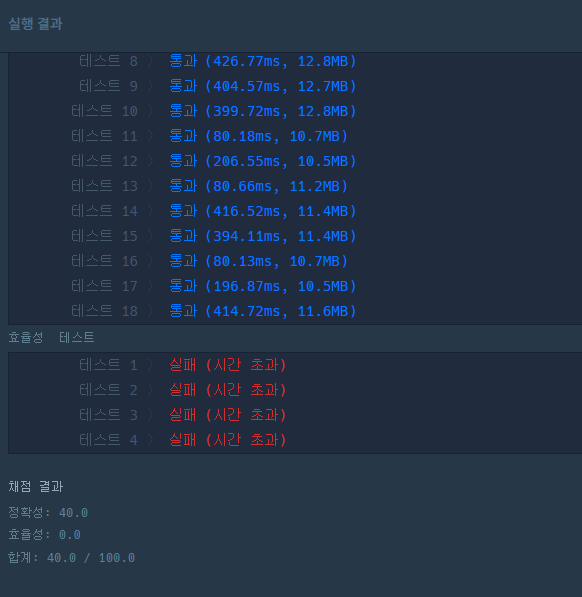 실행 결과
테스트 8 〉 통과 (426.77ms, 12.8MB)
테스트 9 〉 통과 (404.57ms, 12.7MB)
테스트 10 〉 통과 (399.72ms, 12.8MB)
테스트 11 〉 통과 (80.18ms, 10.7MB)
테스트 12 〉 통과 (206.55ms, 10.5MB)
테스트 13 〉 통과 (80.66ms, 11.2MB)
테스트 14 〉 통과 (416.52ms, 11.4MB)
테스트 15 〉 통과 (394.11ms, 11.4MB)
테스트 16 〉 통과 (80.13ms, 10.7MB)
테스트 17 〉 통과 (196.87ms, 10.5MB)
테스트 18 〉 통과 (414.72ms, 11.6MB)
효율성 테스트
테스트 1 〉 실패 (시간 초과)
테스트 2 〉 실패 (시간 초과)
테스트 3 〉 실패 (시간 초과)
테스트 4 〉 실패 (시간 초과)
채점 결과
정확성: 40.0
효율성: 0.0
합계: 40.0 / 100.0